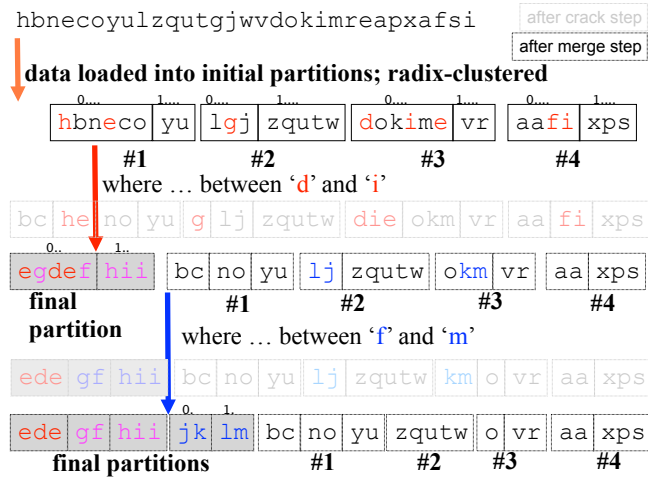 hbnecoyulzqutgjwvdokimreapxafsi
after crack step
after merge step
data loaded into initial partitions; radix-clustered
0.... 1.... 0.... 1.... 0.... 1.... 0.... 1....
hbneco yu lgj zqutw dokime vr aafi xps
#1 #2 #3 #4
where ... between ‘d’ and ‘i’
bc he no yu g lj zqutw die okm vr aa fi xps
0.. 1..
egdef hii bc no yu lj zqutw okm vr aa xps
final partition
#1 #2 #3 #4
where ... between ‘f’ and ‘m’
ede gf hii bc no yu lj zqutw km o vr aa xps
0. 1.
ede gf hii jk lm bc no yu zqutw o vr aa xps
final partitions #1 #2 #3 #4